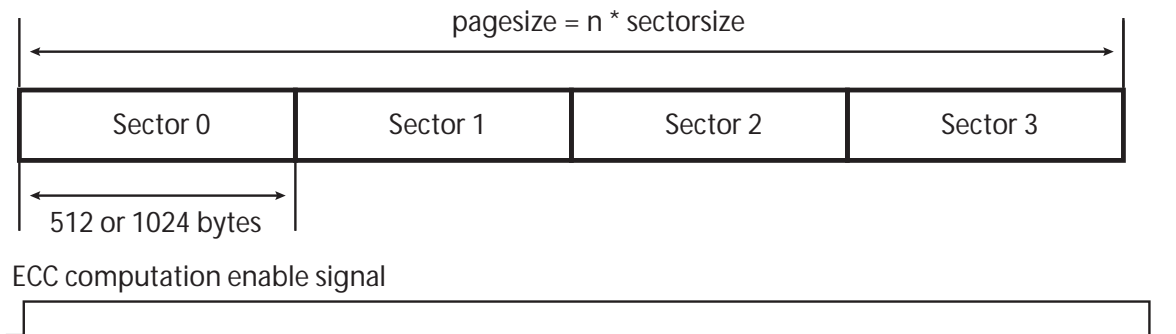 pagesize = n * sectorsize
Sector 0 Sector 1 Sector 2 Sector 3
512 or 1024 bytes
ECC computation enable signal